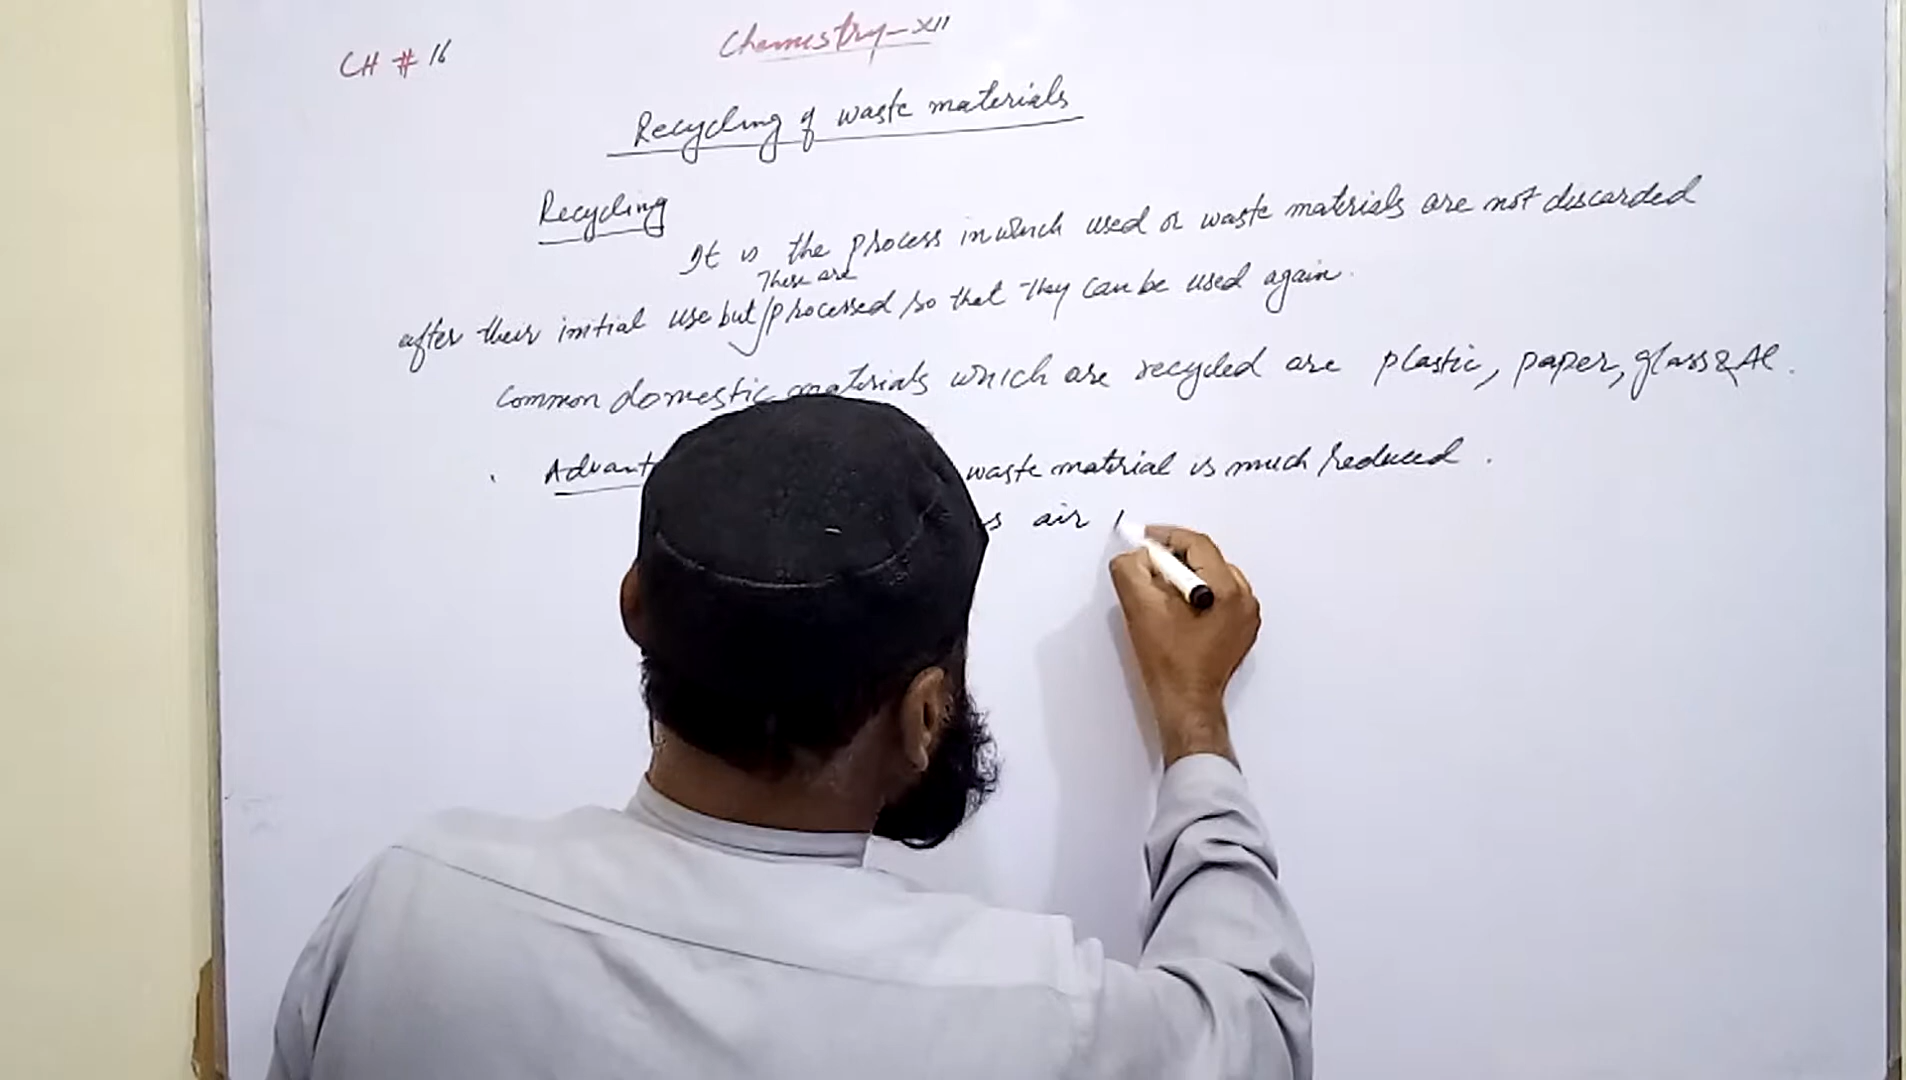 CH # 16
Chemistry-XII
Recycling of waste materials
Recycling
It is the process in which used or waste materials are not discarded
These are
after their initial use but / processed so that they can be used again.
Common domestic materials which are recycled are plastic, paper, glass & Al.
waste material is much reduced.
air